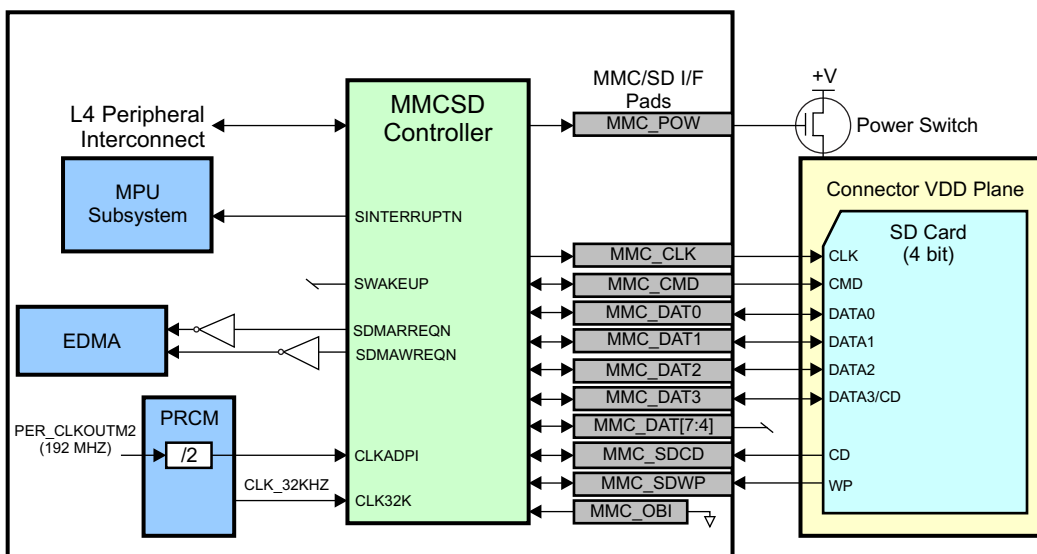 L4 Peripheral
Interconnect
MPU
Subsystem
EDMA
PRCM
/2
PER_CLKOUTM2
(192 MHZ)
CLK_32KHZ
MMCSD
Controller
SINTERRUPTN
SWAKEUP
SDMARREQN
SDMAWREQN
CLKADPI
CLK32K
MMC/SD I/F
Pads
MMC_POW
MMC_CLK
MMC_CMD
MMC_DAT0
MMC_DAT1
MMC_DAT2
MMC_DAT3
MMC_DAT[7:4]
MMC_SDCD
MMC_SDWP
MMC_OBI
+V
Power Switch
Connector VDD Plane
SD Card
(4 bit)
CLK
CMD
DATA0
DATA1
DATA2
DATA3/CD
CD
WP